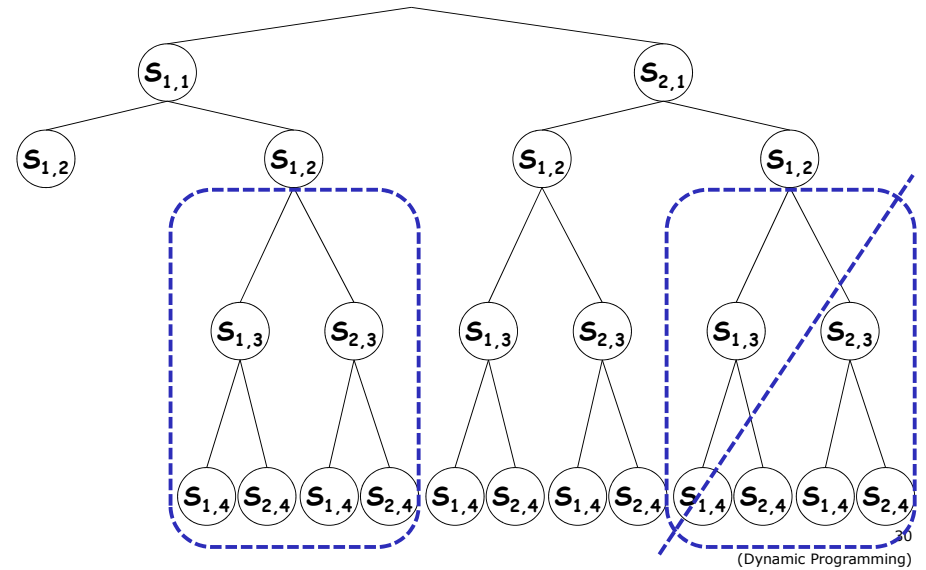 S1,1 S2,1
S1,2 S1,2 S1,2 S1,2
S1,3 S2,3 S1,3 S2,3 S1,3 S2,3
S1,4 S2,4 S1,4 S2,4 S1,4 S2,4 S1,4 S2,4 S1,4 S2,4 S1,4 S2,4
30
(Dynamic Programming)